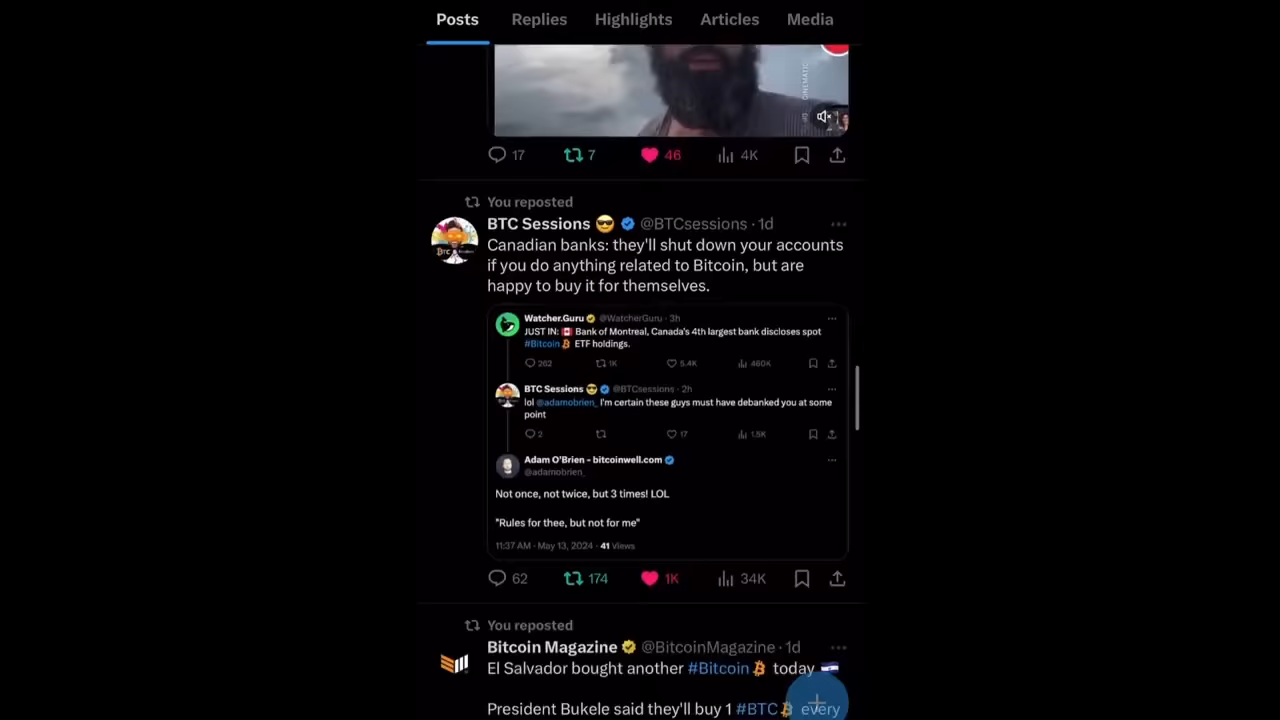 Posts Replies Highlights Articles Media
CINEMATIC
17 7 46 4K
You reposted
BTC Sessions 😎 @BTCsessions · 1d
Canadian banks: they'll shut down your accounts
if you do anything related to Bitcoin, but are
happy to buy it for themselves.
Watcher.Guru @WatcherGuru · 3h
JUST IN: 🇨🇦 Bank of Montreal, Canada's 4th largest bank discloses spot
#Bitcoin ETF holdings.
262 1K 5.4K 460K
BTC Sessions 😎 @BTCsessions · 2h
lol @adamobrien_ I'm certain these guys must have debanked you at some
point
2 17 1.5K
Adam O'Brien - bitcoinwell.com
@adamobrien_
Not once, not twice, but 3 times! LOL
"Rules for thee, but not for me"
11:37 AM · May 13, 2024 · 41 Views
62 174 1K 34K
You reposted
Bitcoin Magazine @BitcoinMagazine · 1d
El Salvador bought another #Bitcoin today 🇸🇻
President Bukele said they'll buy 1 #BTC every